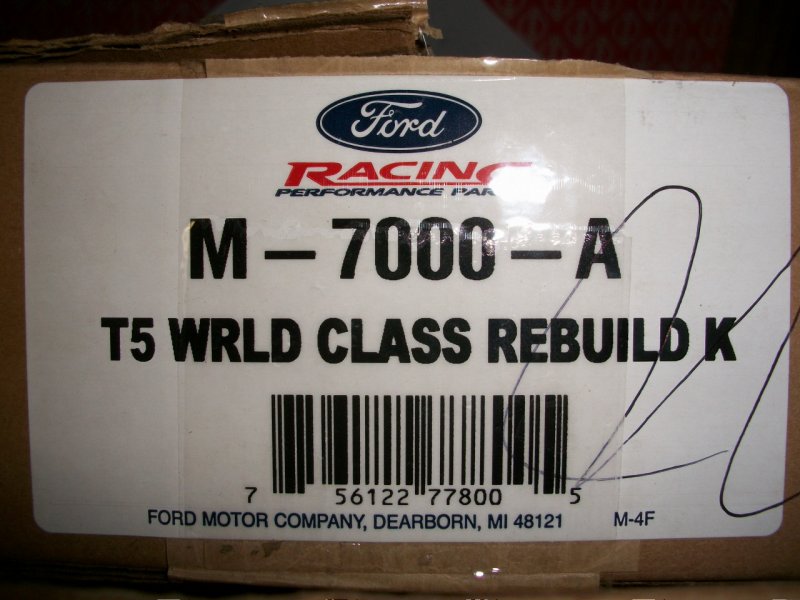 Ford
RACING
PERFORMANCE PARTS
M-7000-A
T5 WRLD CLASS REBUILD K
7 56122 77800 5
FORD MOTOR COMPANY, DEARBORN, MI 48121 M-4F